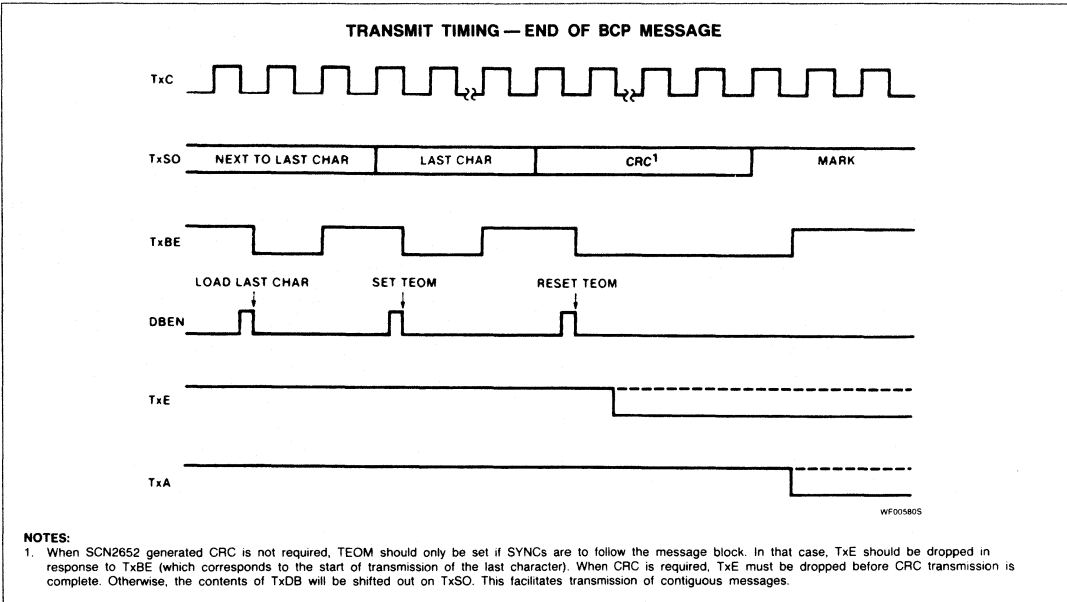 TRANSMIT TIMING — END OF BCP MESSAGE
TxC
TxSO
NEXT TO LAST CHAR
LAST CHAR
CRC1
MARK
TxBE
LOAD LAST CHAR
SET TEOM
RESET TEOM
DBEN
TxE
TxA
WF00580S
NOTES:
1. When SCN2652 generated CRC is not required, TEOM should only be set if SYNCs are to follow the message block. In that case, TxE should be dropped in
response to TxBE (which corresponds to the start of transmission of the last character). When CRC is required, TxE must be dropped before CRC transmission is
complete. Otherwise, the contents of TxDB will be shifted out on TxSO. This facilitates transmission of contiguous messages.